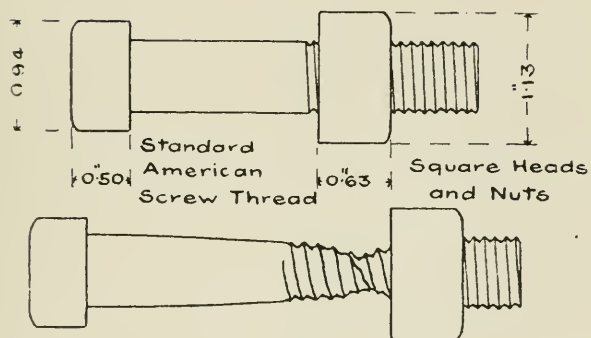 0.94
1".13
Standard
American
Screw Thread
0".50
0".63
Square Heads
and Nuts